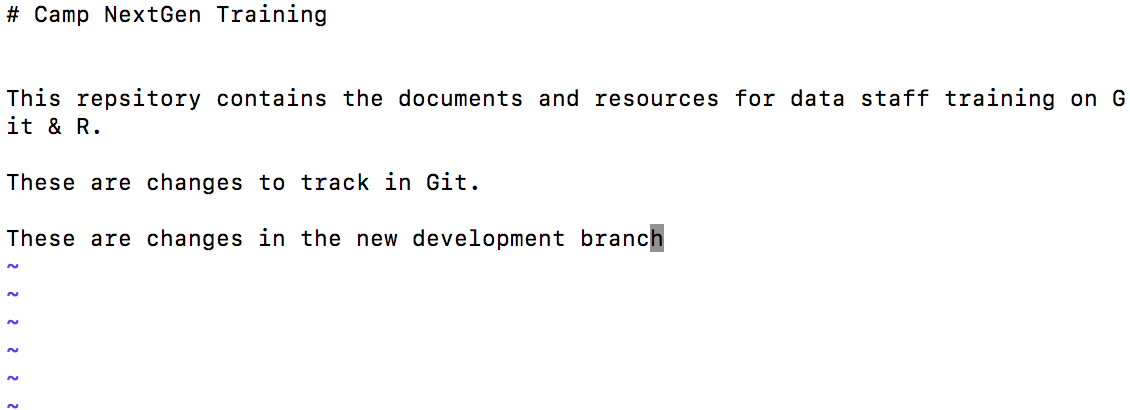 # Camp NextGen Training
This repsitory contains the documents and resources for data staff training on G
it & R.
These are changes to track in Git.
These are changes in the new development branch
~
~
~
~
~
~